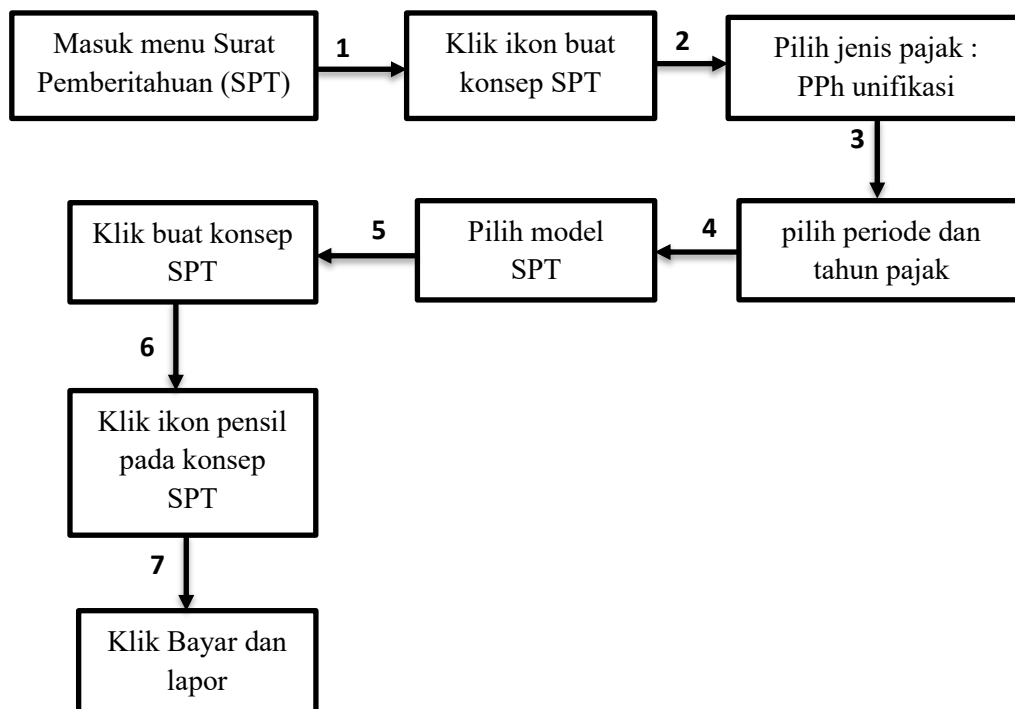 Masuk menu Surat
Pemberitahuan (SPT)
1
Klik ikon buat
konsep SPT
2
Pilih jenis pajak :
PPh unifikasi
3
pilih periode dan
tahun pajak
4
Pilih model
SPT
5
Klik buat konsep
SPT
6
Klik ikon pensil
pada konsep
SPT
7
Klik Bayar dan
lapor